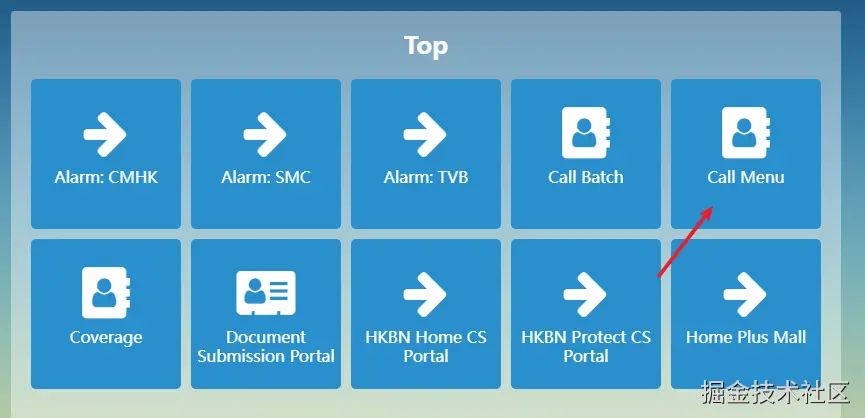 Top
Alarm: CMHK
Alarm: SMC
Alarm: TVB
Call Batch
Call Menu
Coverage
Document
Submission Portal
HKBN Home CS
Portal
HKBN Protect CS
Portal
Home Plus Mall
掘金技术社区